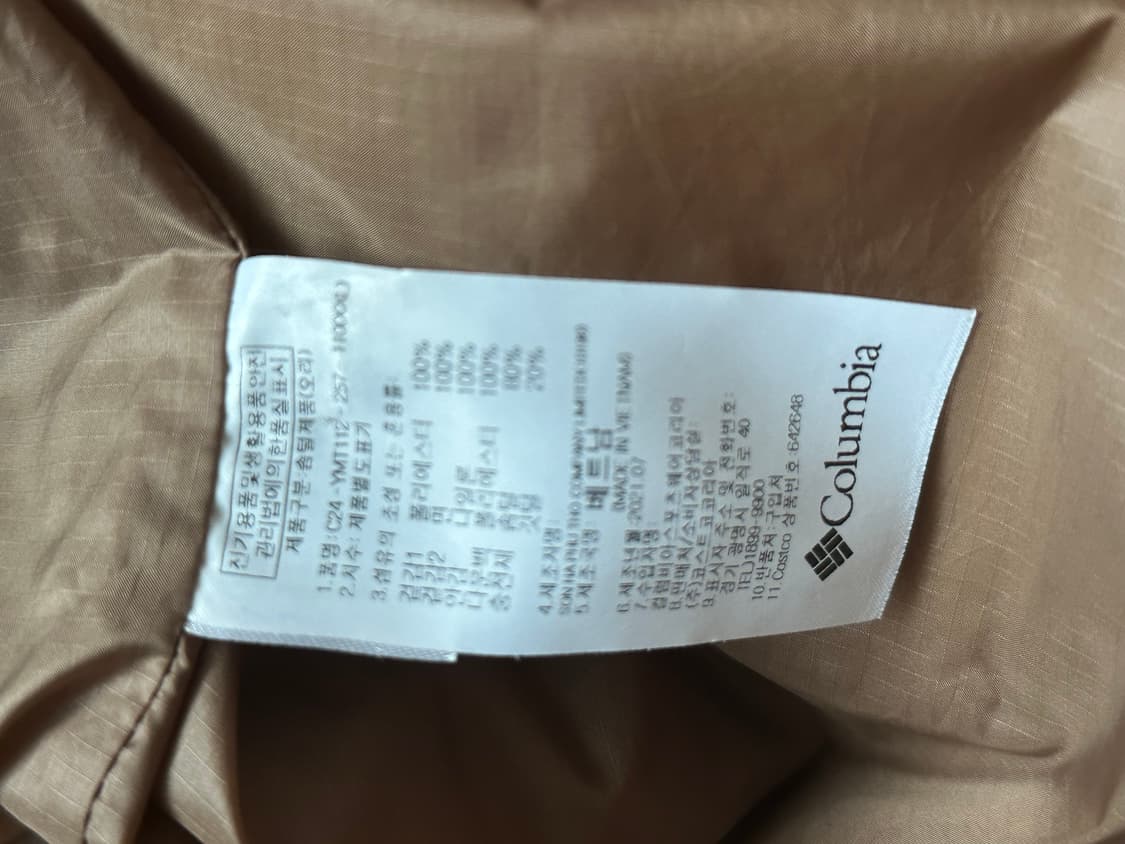 전기용품및생활용품안전
관리법에의한품질표시
제품구분:솜털제품(오리)
1.품명:C24-YM1112-257
2.치수:제품별도표기
3.섬유의 조성 또는 혼용률:
겉감1 폴리에스터 100%
겉감2 면 100%
안감 나일론 100%
다운백 폴리에스터 100%
충전재 솜털 80%
깃털 20%
4.제조자명:
5.제조국명: 베트남
(MADE IN VIETNAM)
6.제조년월:2021.07
7.수입자명:
컬럼비아스포츠웨어코리아
8.판매자/소비자상담실:
(주)코스트코코리아
9.표시자 주소 및 전화번호:
경기 광명시 일직로 40
TEL)1899-9900
10.반품처:구입처
11.Costco 상품번호:642648
Columbia